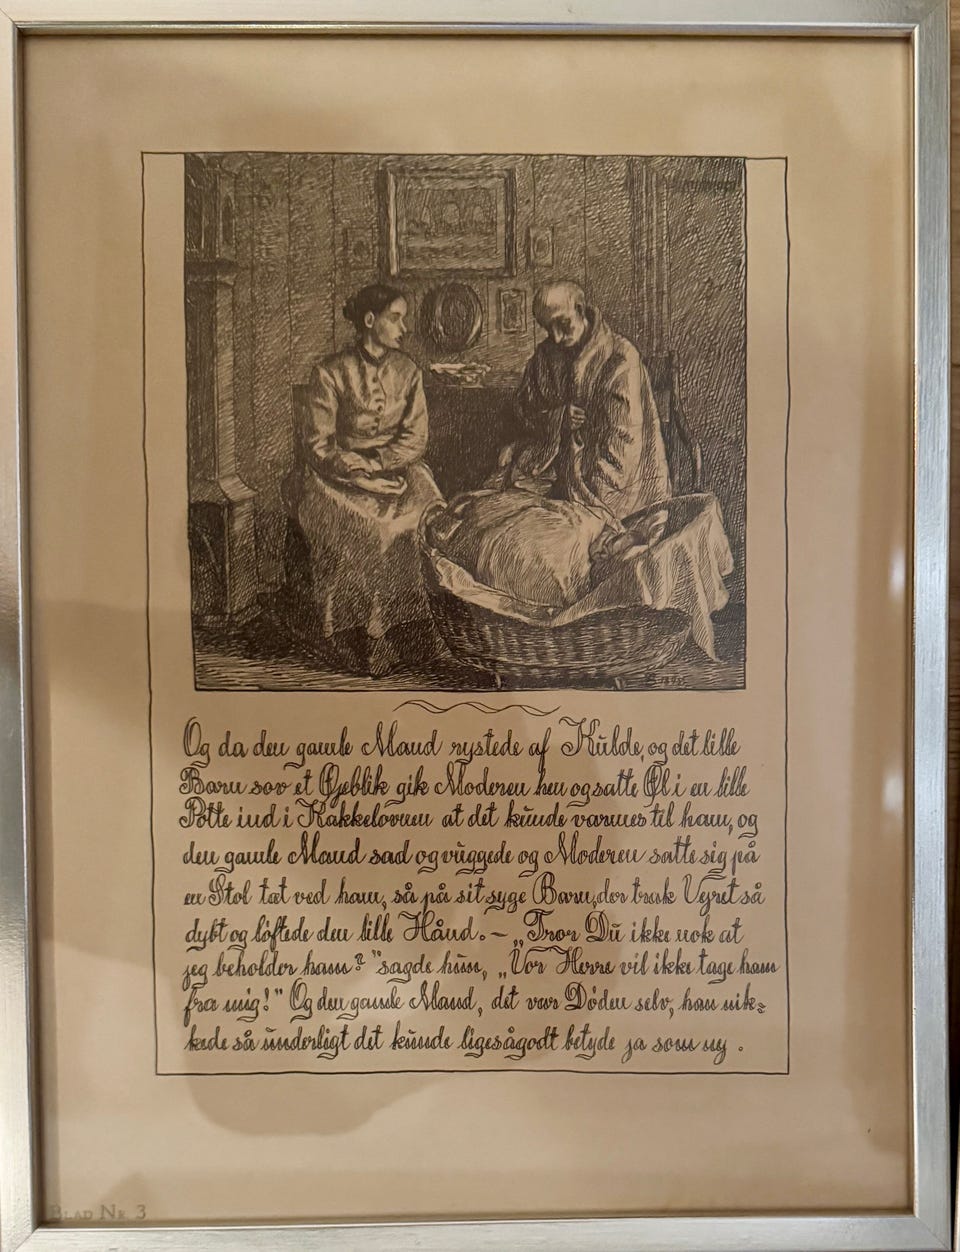 1893
Og da den gamle Mand rystede af Kulde, og det lille
Barn sov et Øjeblik gik Moderen hen og satte Øl i en lille
Potte ind i Kakkelovnen at det kunde varmes til ham, og
den gamle Mand sad og vuggede og Moderen satte sig på
en Stol tæt ved ham, så på sit syge Barn, der trak Vejret så
dybt og løftede den lille Hånd. – „Tror Du ikke nok at
jeg beholder ham?” sagde hun, „Vor Herre vil ikke tage ham
fra mig!” Og den gamle Mand, det var Døden selv, han nik=
kede så underligt det kunde ligesågodt betyde ja som nej .
Blad Nr. 3